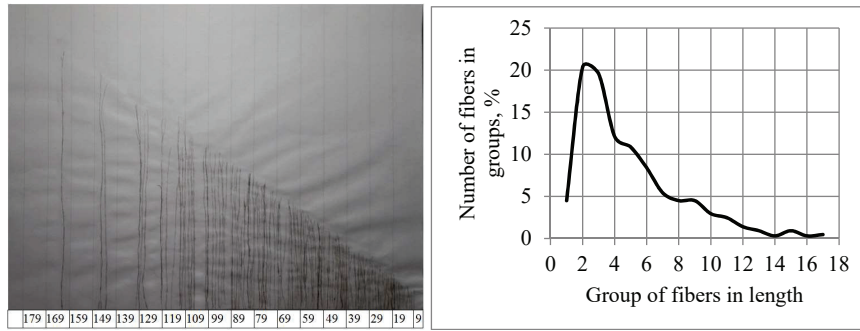 179 169 159 149 139 129 119 109 99 89 79 69 59 49 39 29 19 9
25
20
15
10
5
0
0 2 4 6 8 10 12 14 16 18
Number of fibers in
groups, %
Group of fibers in length